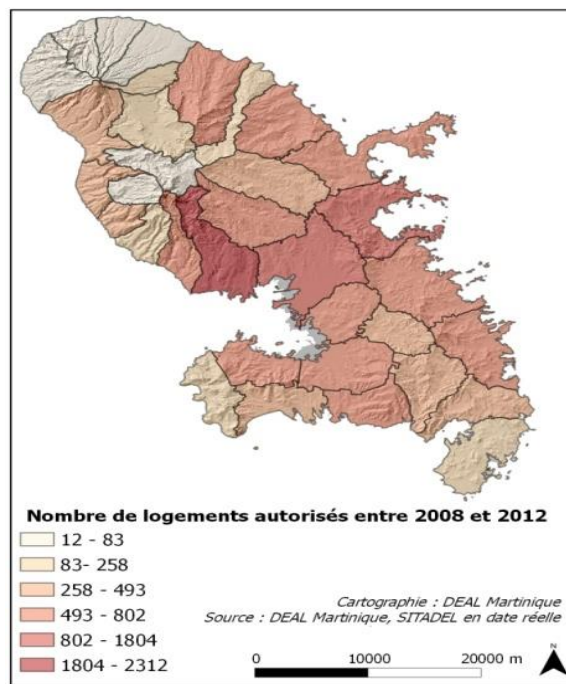 Nombre de logements autorisés entre 2008 et 2012
12 - 83
83- 258
258 - 493
493 - 802
802 - 1804
1804 - 2312
Cartographie : DEAL Martinique
Source : DEAL Martinique, SITADEL en date réelle
0 10000 20000 m
N